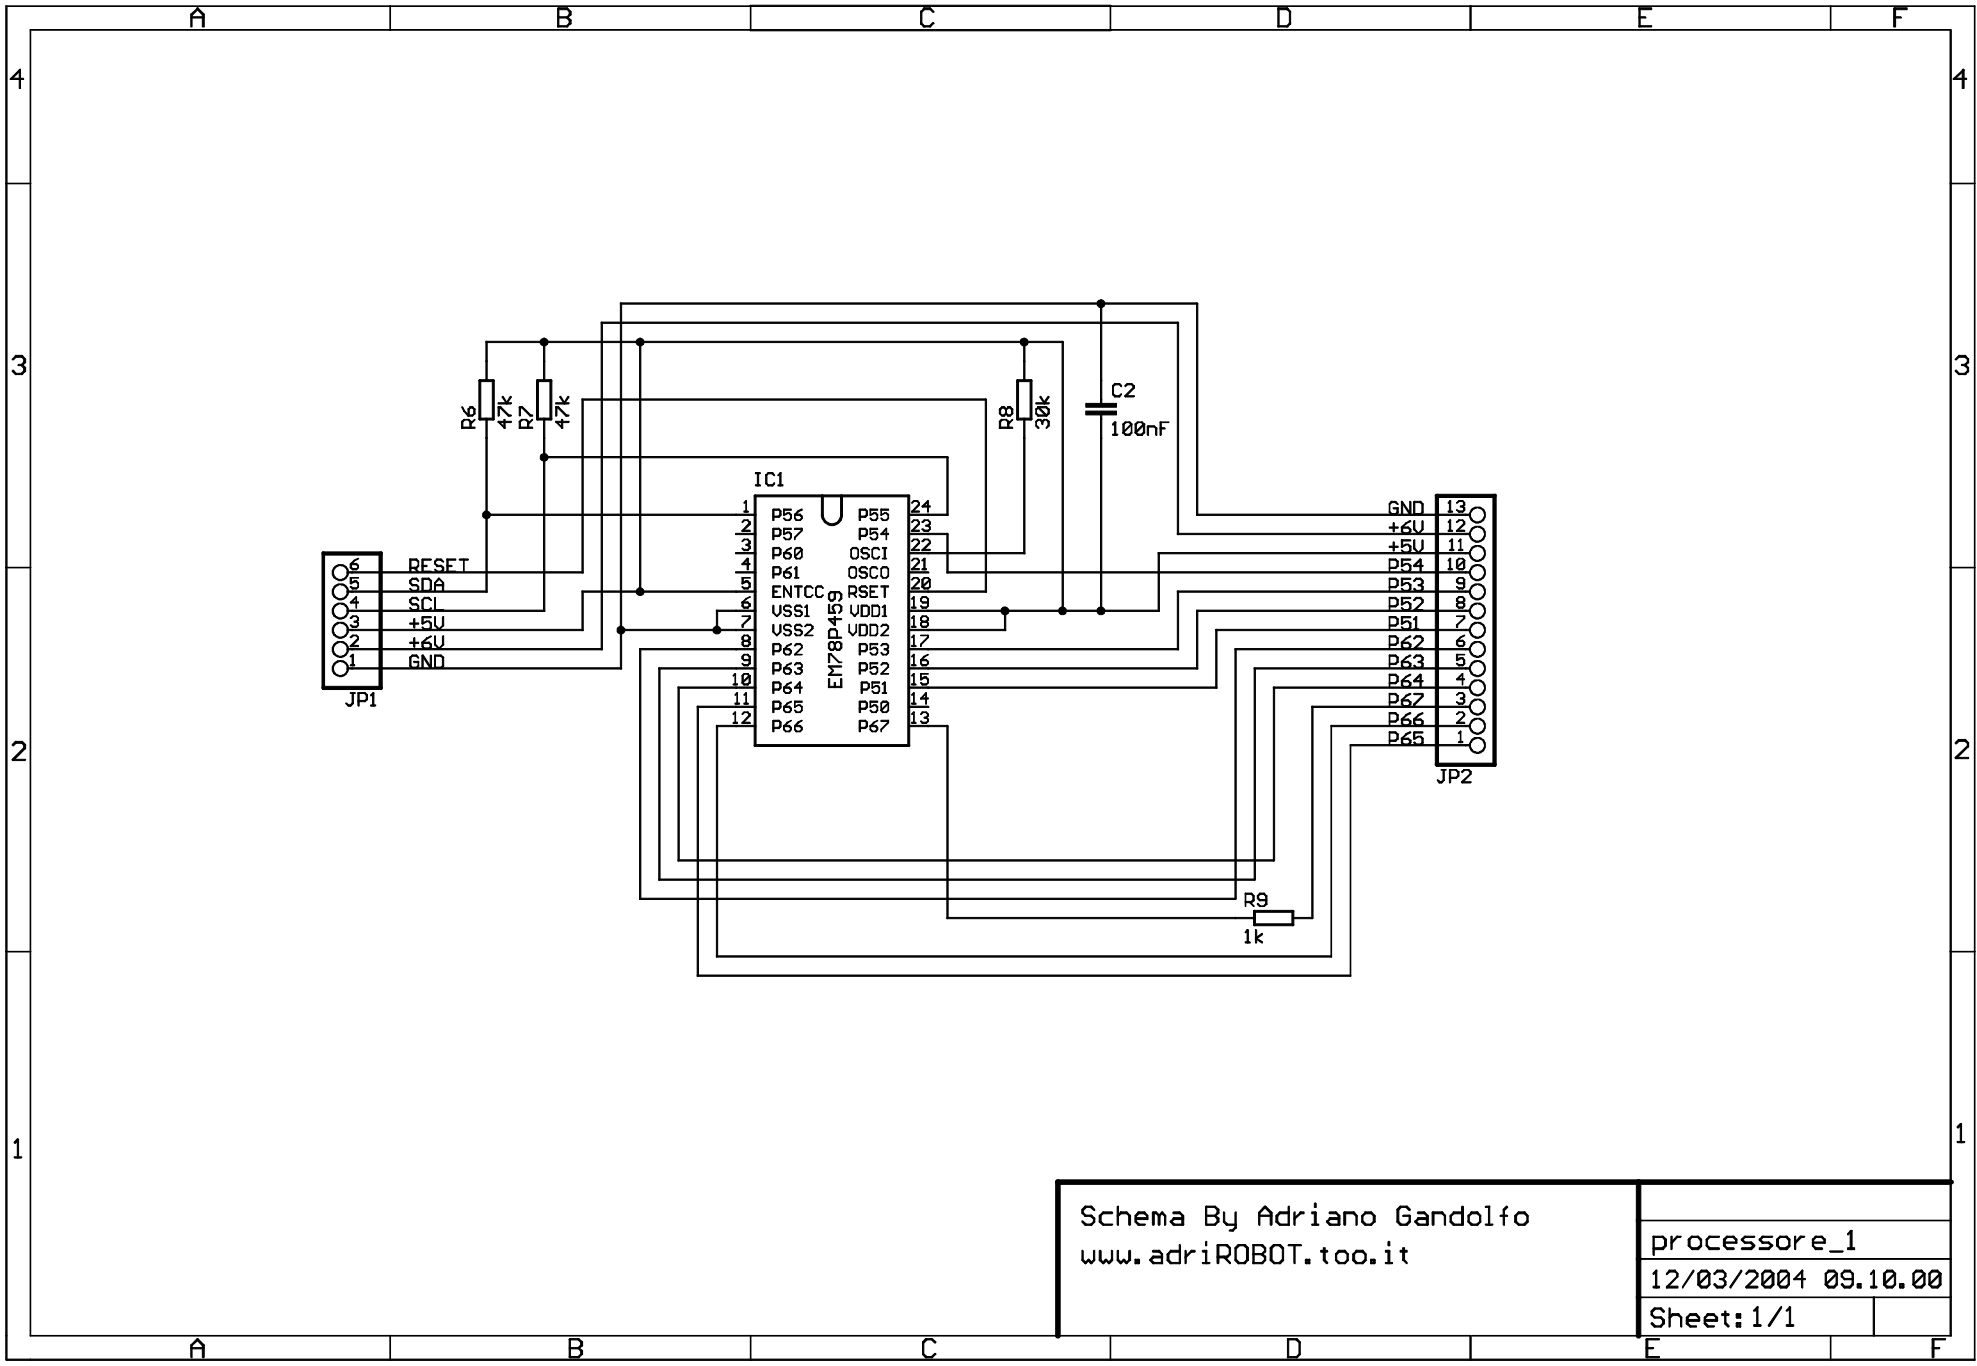 A B C D E F
4 4
3 3
2 2
1 1
R6 47k
R7 47k
R8 30k
C2
100nF
IC1
EM78P459
1 P56
2 P57
3 P60
4 P61
5 ENTCC
6 VSS1
7 VSS2
8 P62
9 P63
10 P64
11 P65
12 P66
24 P55
23 P54
22 OSCI
21 OSCO
20 RSET
19 VDD1
18 VDD2
17 P53
16 P52
15 P51
14 P50
13 P67
6 RESET
5 SDA
4 SCL
3 +5V
2 +6V
1 GND
JP1
GND 13
+6V 12
+5V 11
P54 10
P53 9
P52 8
P51 7
P62 6
P63 5
P64 4
P67 3
P66 2
P65 1
JP2
R9
1k
Schema By Adriano Gandolfo
www.adriROBOT.too.it
processore_1
12/03/2004 09.10.00
Sheet: 1/1
A B C D E F